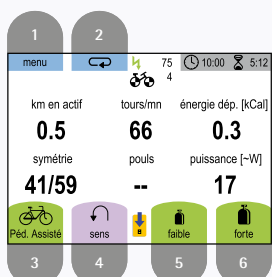 1 2
menu 75 10:00 5:12
4
km en actif tours/mn énergie dép. [kCal]
0.5 66 0.3
symétrie pouls puissance [~W]
41/59 -- 17
Péd. Assisté sens B faible forte
3 4 5 6